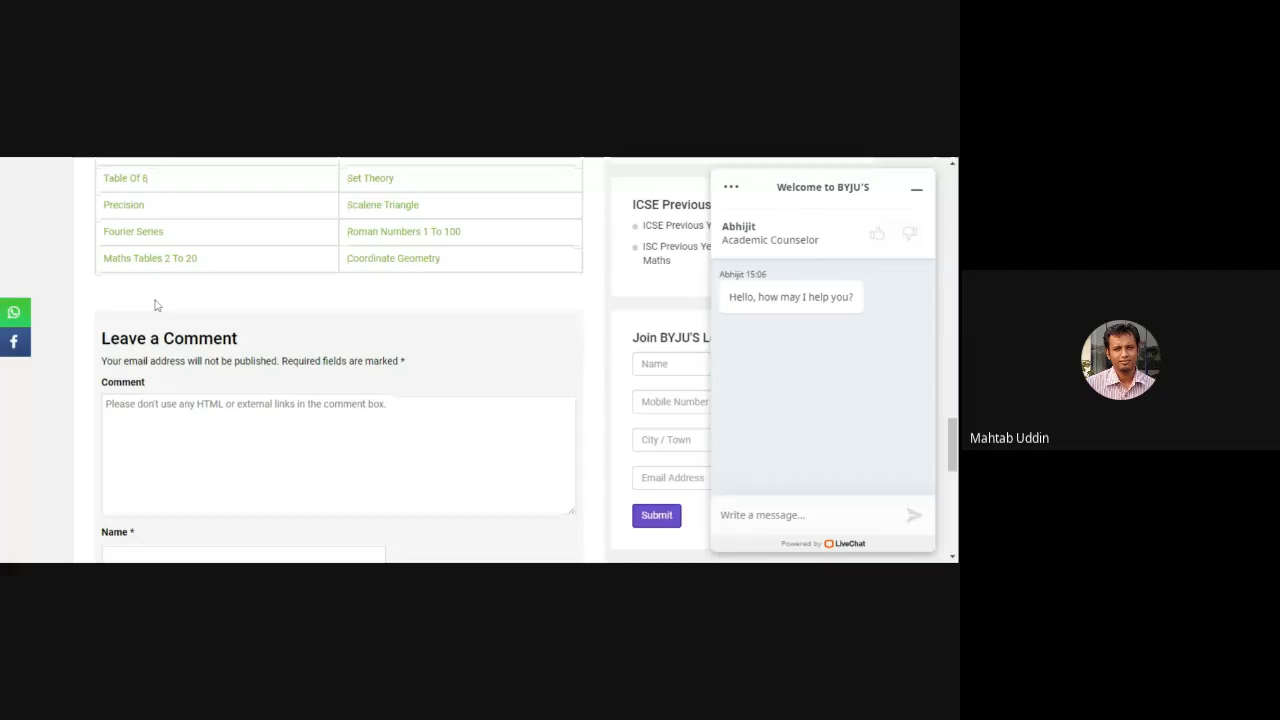 Table Of 8
Set Theory
Precision
Scalene Triangle
Fourier Series
Roman Numbers 1 To 100
Maths Tables 2 To 20
Coordinate Geometry
Leave a Comment
Your email address will not be published. Required fields are marked *
Comment
Please don't use any HTML or external links in the comment box.
Name *
ICSE Previous
ICSE Previous Y
ISC Previous Ye
Maths
Join BYJU'S L
Name
Mobile Number
City / Town
Email Address
Submit
Welcome to BYJU'S
Abhijit
Academic Counselor
Abhijit 15:06
Hello, how may I help you?
Write a message...
Powered by LiveChat
Mahtab Uddin